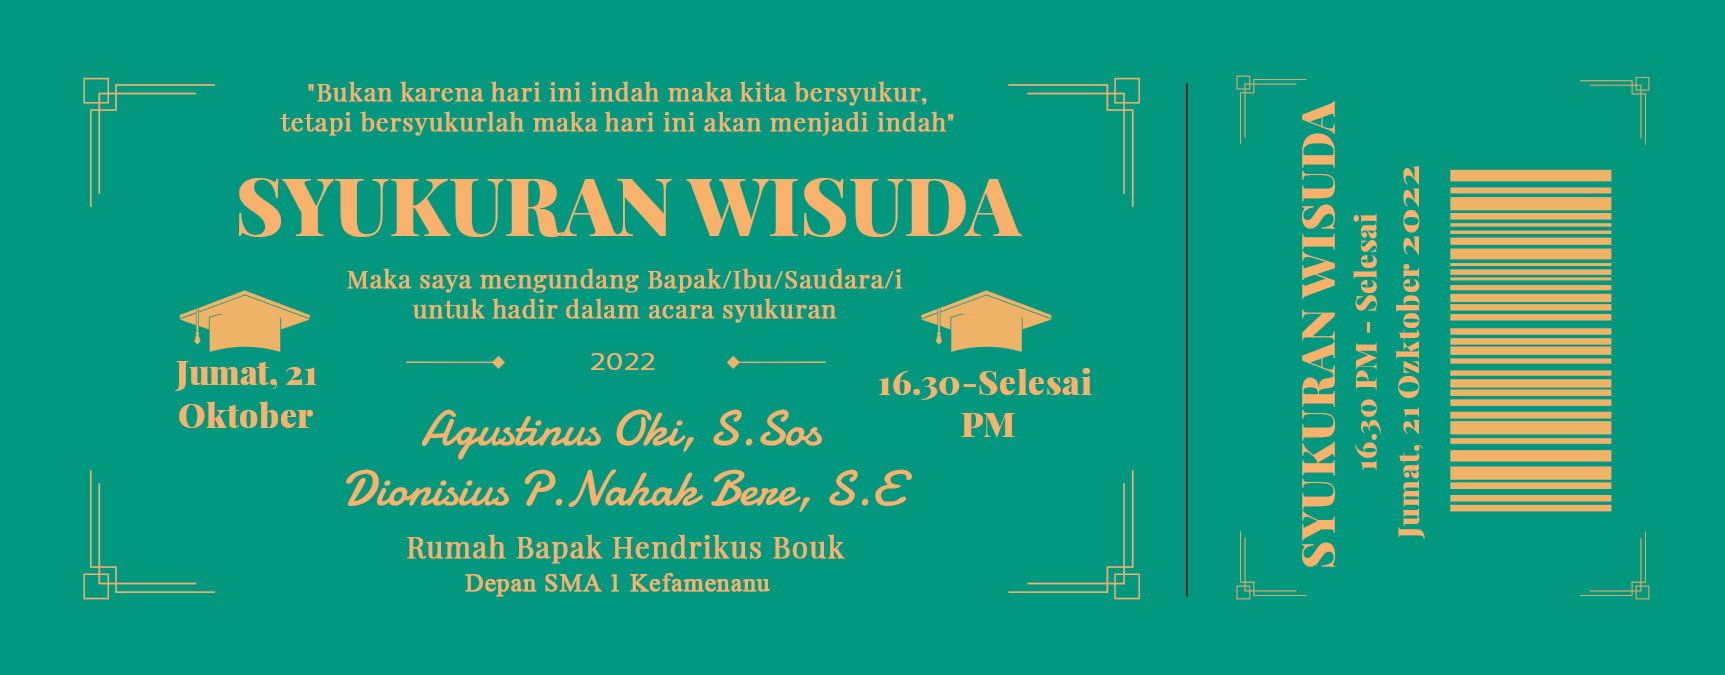 "Bukan karena hari ini indah maka kita bersyukur,
tetapi bersyukurlah maka hari ini akan menjadi indah"
SYUKURAN WISUDA
Maka saya mengundang Bapak/Ibu/Saudara/i
untuk hadir dalam acara syukuran
Jumat, 21
Oktober
2022
16.30-Selesai
PM
Agustinus Oki, S.Sos
Dionisius P.Nahak Bere, S.E
Rumah Bapak Hendrikus Bouk
Depan SMA 1 Kefamenanu
SYUKURAN WISUDA
16.30 PM - Selesai
Jumat, 21 Ozktober 2022